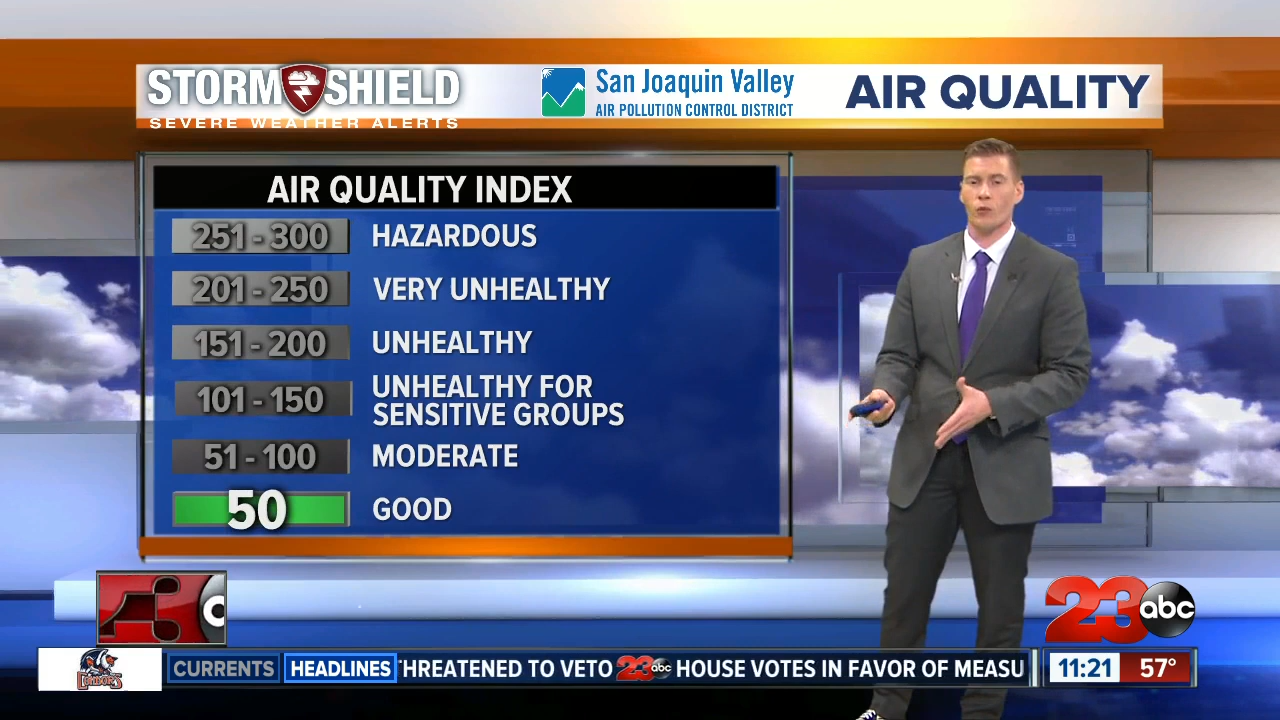 STORM SHIELD
SEVERE WEATHER ALERTS
San Joaquin Valley
AIR POLLUTION CONTROL DISTRICT
AIR QUALITY
AIR QUALITY INDEX
251 - 300 HAZARDOUS
201 - 250 VERY UNHEALTHY
151 - 200 UNHEALTHY
101 - 150 UNHEALTHY FOR
SENSITIVE GROUPS
51 - 100 MODERATE
50 GOOD
23 abc
CONDORS
CURRENTS HEADLINES THREATENED TO VETO 23 abc HOUSE VOTES IN FAVOR OF MEASU
11:21 57°